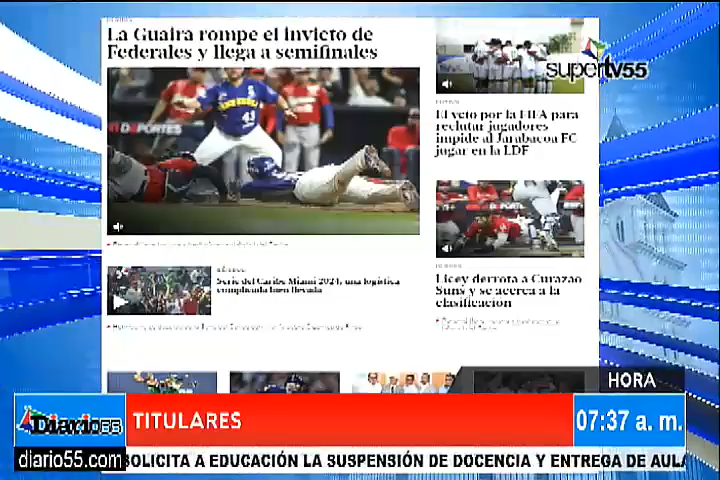 La Guaira rompe el invicto de
Federales y llega a semifinales
supertv55
El veto por la FIFA para
reclutar jugadores
impide al Jarabacoa FC
jugar en la LDF
Serie del Caribe Miami 2024, una logística
complicada bien llevada
Licey derrota a Curazao
Suns y se acerca a la
clasificación
HORA
Diario55
TITULARES
07:37 a. m.
diario55.com
SOLICITA A EDUCACIÓN LA SUSPENSIÓN DE DOCENCIA Y ENTREGA DE AULA